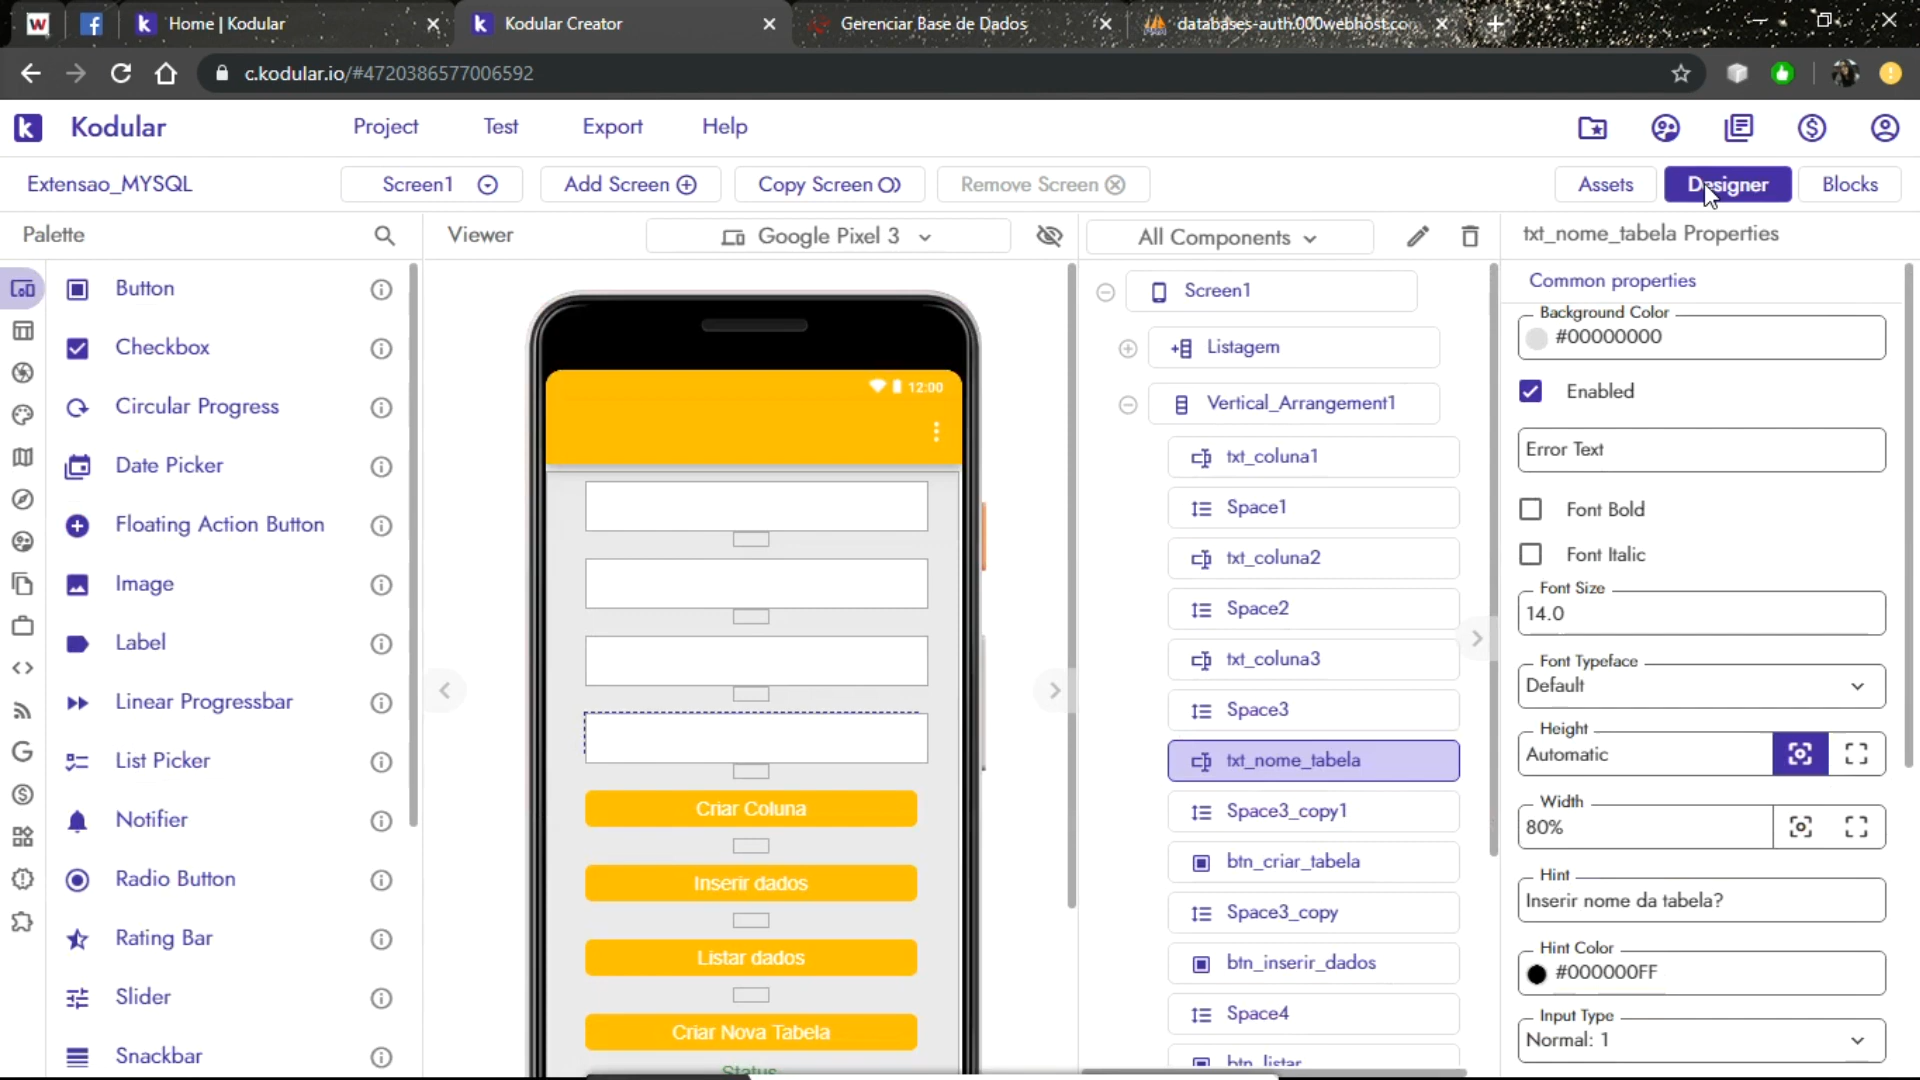 W
Home | Kodular
Kodular Creator
Gerenciar Base de Dados
databases-auth.000webhost.co
c.kodular.io/#4720386577006592
Kodular
Project
Test
Export
Help
Extensao_MYSQL
Screen1
Add Screen
Copy Screen
Remove Screen
Assets
Designer
Blocks
Palette
Viewer
Google Pixel 3
All Components
txt_nome_tabela Properties
Button
Checkbox
Circular Progress
Date Picker
Floating Action Button
Image
Label
Linear Progressbar
List Picker
Notifier
Radio Button
Rating Bar
Slider
Snackbar
12:00
Criar Coluna
Inserir dados
Listar dados
Criar Nova Tabela
Status
Screen1
Listagem
Vertical_Arrangement1
txt_coluna1
Space1
txt_coluna2
Space2
txt_coluna3
Space3
txt_nome_tabela
Space3_copy1
btn_criar_tabela
Space3_copy
btn_inserir_dados
Space4
btn_listar
Common properties
Background Color
#00000000
Enabled
Error Text
Font Bold
Font Italic
Font Size
14.0
Font Typeface
Default
Height
Automatic
Width
80%
Hint
Inserir nome da tabela?
Hint Color
#000000FF
Input Type
Normal: 1